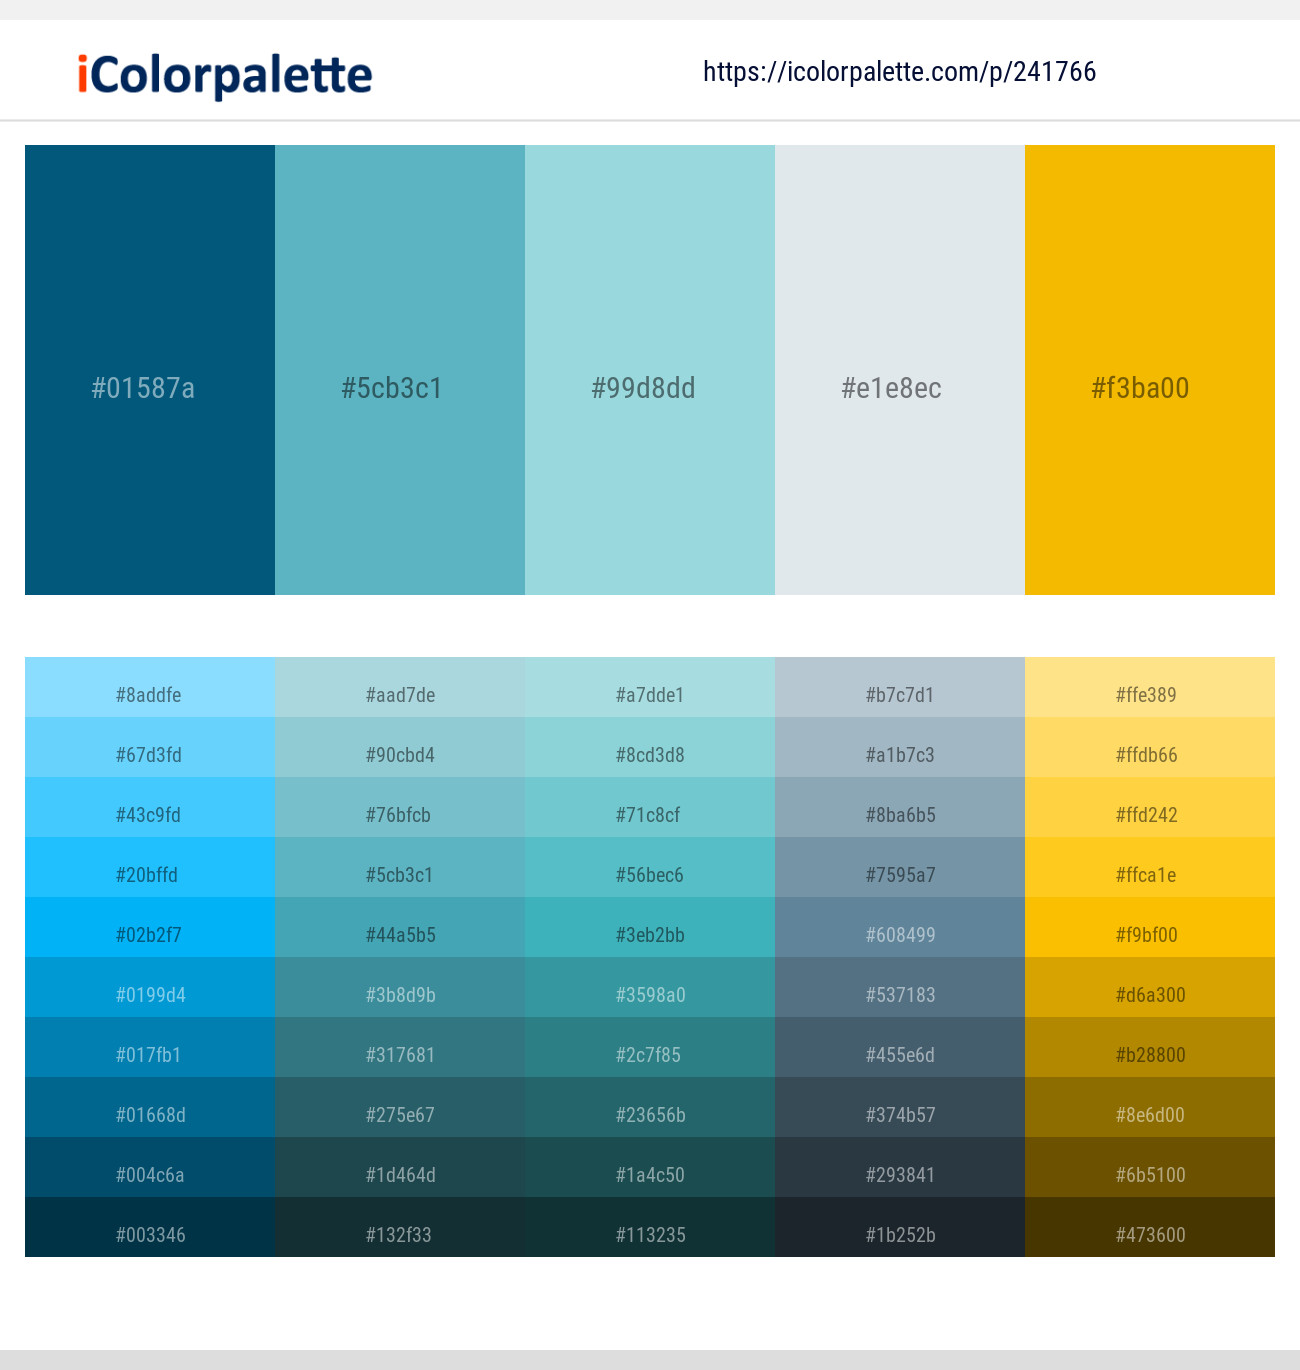 iColorpalette
https://icolorpalette.com/p/241766
#01587a #5cb3c1 #99d8dd #e1e8ec #f3ba00
#8addfe #aad7de #a7dde1 #b7c7d1 #ffe389
#67d3fd #90cbd4 #8cd3d8 #a1b7c3 #ffdb66
#43c9fd #76bfcb #71c8cf #8ba6b5 #ffd242
#20bffd #5cb3c1 #56bec6 #7595a7 #ffca1e
#02b2f7 #44a5b5 #3eb2bb #608499 #f9bf00
#0199d4 #3b8d9b #3598a0 #537183 #d6a300
#017fb1 #317681 #2c7f85 #455e6d #b28800
#01668d #275e67 #23656b #374b57 #8e6d00
#004c6a #1d464d #1a4c50 #293841 #6b5100
#003346 #132f33 #113235 #1b252b #473600